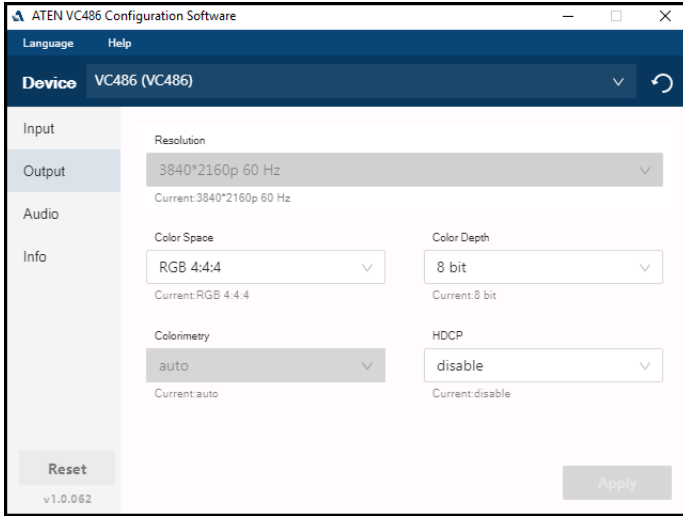 ATEN VC486 Configuration Software
Language Help
Device VC486 (VC486)
Input
Output
Audio
Info
Resolution
3840*2160p 60 Hz
Current:3840*2160p 60 Hz
Color Space Color Depth
RGB 4:4:4 8 bit
Current:RGB 4:4:4 Current:8 bit
Colorimetry HDCP
auto disable
Current:auto Current:disable
Reset Apply
v1.0.062